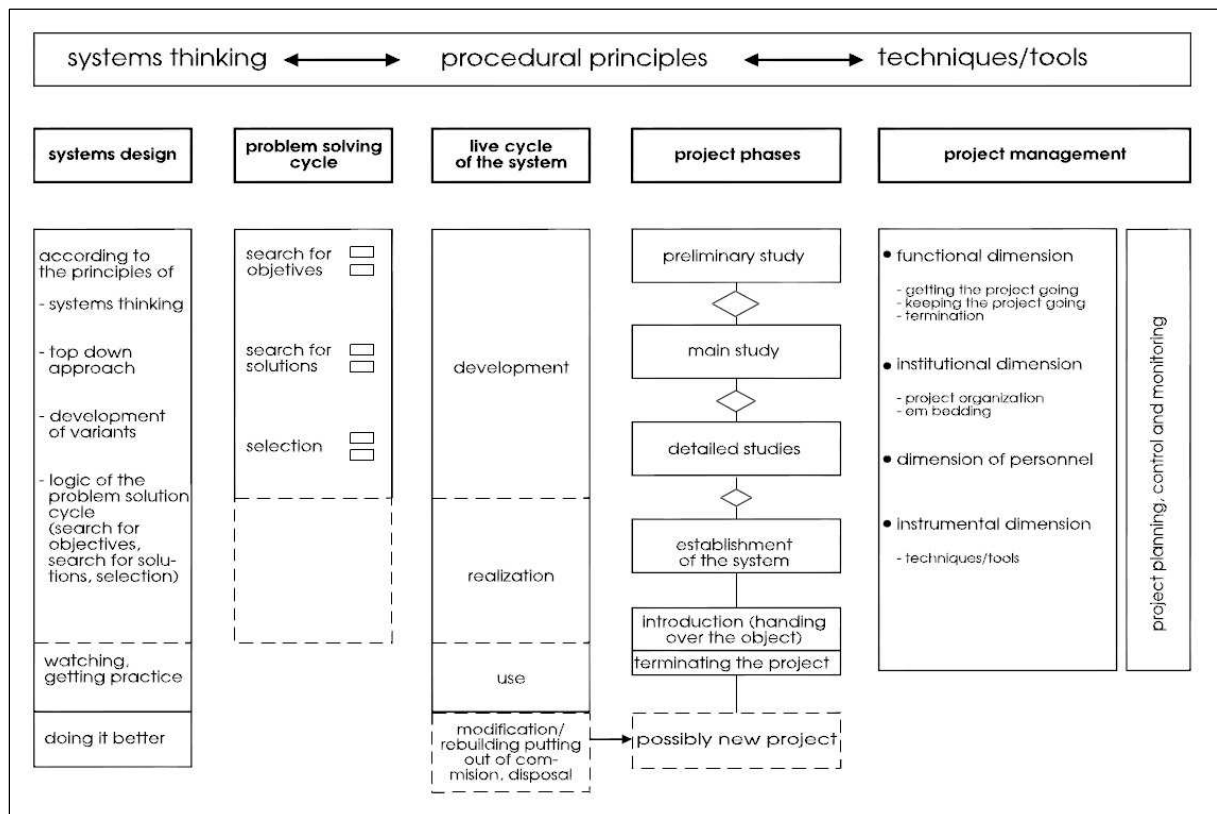 systems thinking procedural principles techniques/tools
systems design
problem solving
cycle
live cycle
of the system
project phases
project management
according to
the principles of
- systems thinking
- top down
approach
- development
of variants
- logic of the
problem solution
cycle
(search for
objectives,
search for solu-
tions, selection)
watching,
getting practice
doing it better
search for
objetives
search for
solutions
selection
development
realization
use
modification/
rebuilding putting
out of com-
mision, disposal
preliminary study
main study
detailed studies
establishment
of the system
introduction (handing
over the object)
terminating the project
possibly new project
• functional dimension
- getting the project going
- keeping the project going
- termination
• institutional dimension
- project organization
- em bedding
• dimension of personnel
• instrumental dimension
- techniques/tools
project planning, control and monitoring